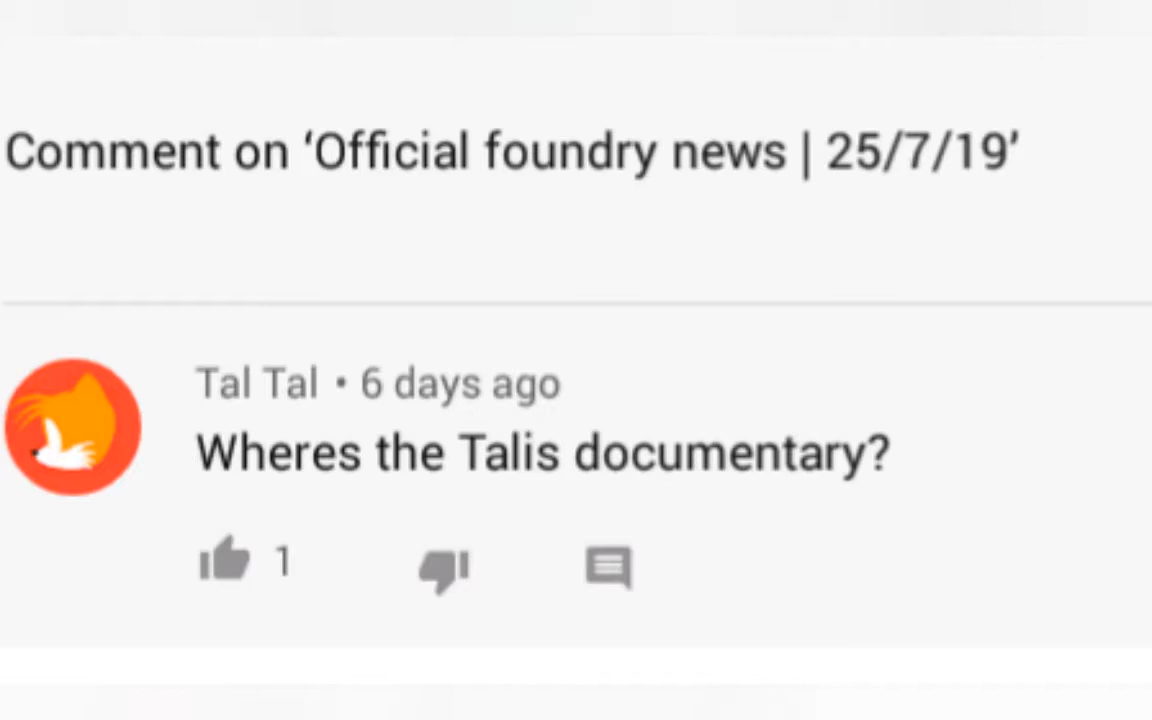 Comment on ‘Official foundry news | 25/7/19’
Tal Tal • 6 days ago
Wheres the Talis documentary?
1